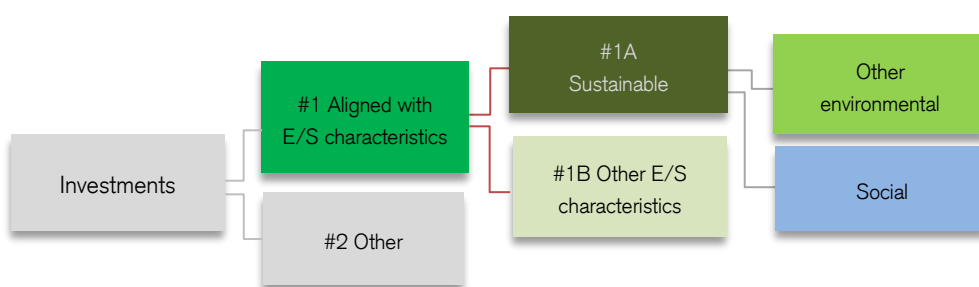 Investments
#1 Aligned with
E/S characteristics
#2 Other
#1A
Sustainable
#1B Other E/S
characteristics
Other
environmental
Social